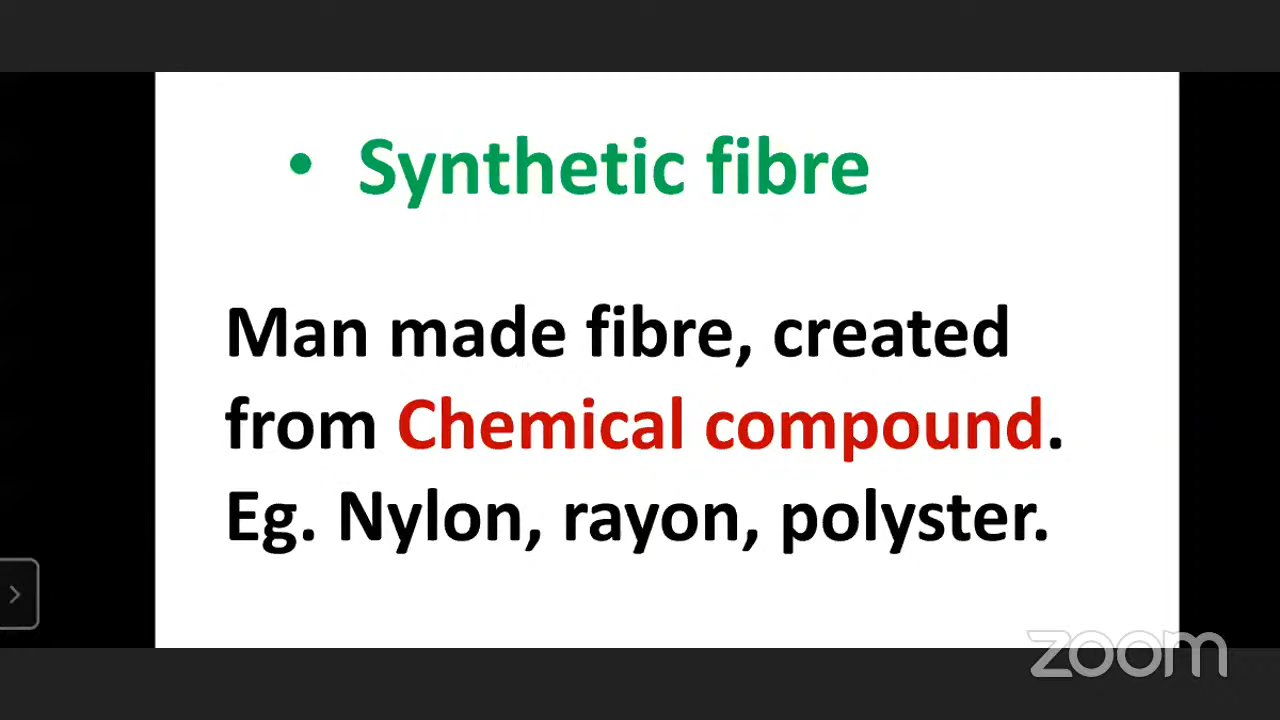 • Synthetic fibre
Man made fibre, created
from Chemical compound.
Eg. Nylon, rayon, polyster.
zoom